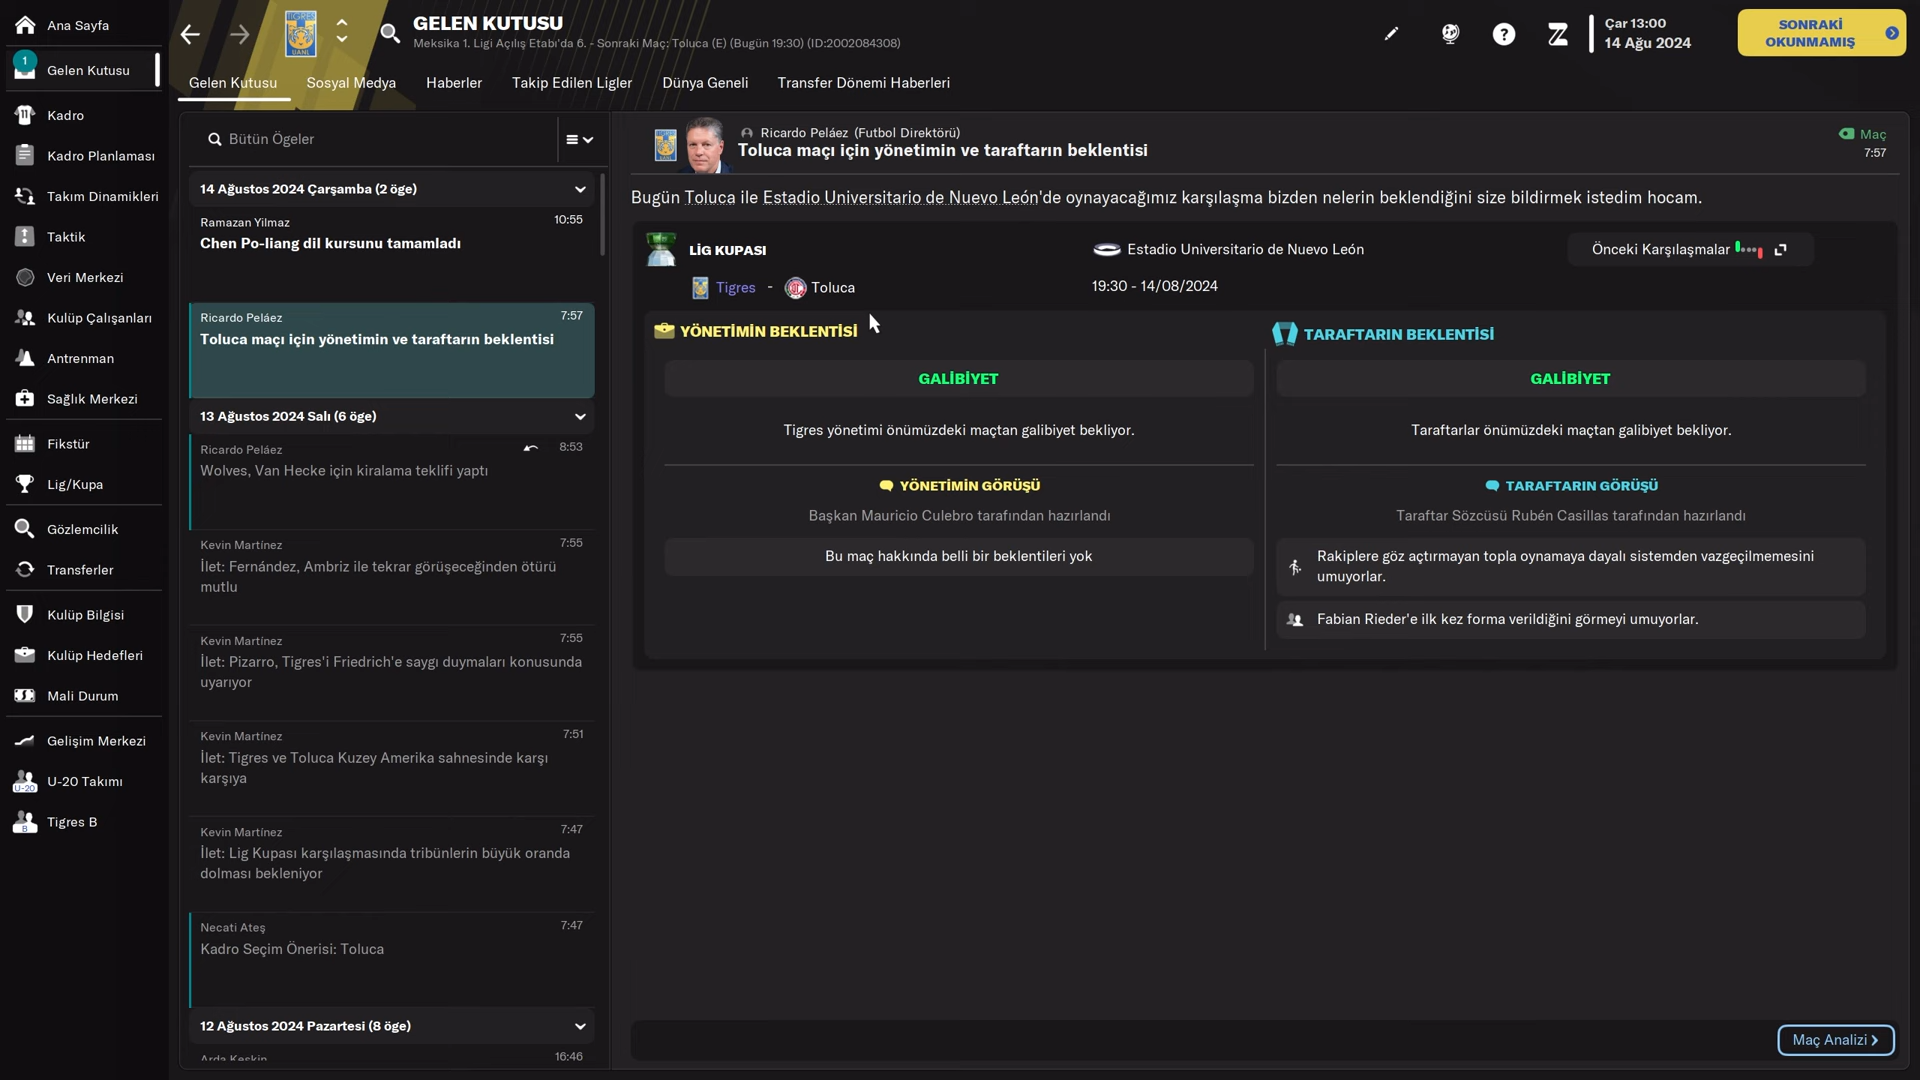 Ana Sayfa
1
Gelen Kutusu
Kadro
Kadro Planlaması
Takım Dinamikleri
Taktik
Veri Merkezi
Kulüp Çalışanları
Antrenman
Sağlık Merkezi
Fikstür
Lig/Kupa
Gözlemcilik
Transferler
Kulüp Bilgisi
Kulüp Hedefleri
Mali Durum
Gelişim Merkezi
U-20
U-20 Takımı
B
Tigres B
GELEN KUTUSU
Meksika 1. Ligi Açılış Etabı'da 6. - Sonraki Maç: Toluca (E) (Bugün 19:30) (ID:2002084308)
Çar 13:00
14 Ağu 2024
SONRAKİ
OKUNMAMIŞ
Gelen Kutusu
Sosyal Medya
Haberler
Takip Edilen Ligler
Dünya Geneli
Transfer Dönemi Haberleri
Bütün Ögeler
14 Ağustos 2024 Çarşamba (2 öge)
Ramazan Yilmaz
10:55
Chen Po-liang dil kursunu tamamladı
Ricardo Peláez
7:57
Toluca maçı için yönetimin ve taraftarın beklentisi
13 Ağustos 2024 Salı (6 öge)
Ricardo Peláez
8:53
Wolves, Van Hecke için kiralama teklifi yaptı
Kevin Martínez
7:55
İlet: Fernández, Ambriz ile tekrar görüşeceğinden ötürü
mutlu
Kevin Martínez
7:55
İlet: Pizarro, Tigres'i Friedrich'e saygı duymaları konusunda
uyarıyor
Kevin Martínez
7:51
İlet: Tigres ve Toluca Kuzey Amerika sahnesinde karşı
karşıya
Kevin Martínez
7:47
İlet: Lig Kupası karşılaşmasında tribünlerin büyük oranda
dolması bekleniyor
Necati Ateş
7:47
Kadro Seçim Önerisi: Toluca
12 Ağustos 2024 Pazartesi (8 öge)
Arda Keskin
16:46
Ricardo Peláez (Futbol Direktörü)
Toluca maçı için yönetimin ve taraftarın beklentisi
Maç
7:57
Bugün Toluca ile Estadio Universitario de Nuevo León'de oynayacağımız karşılaşma bizden nelerin beklendiğini size bildirmek istedim hocam.
LİG KUPASI
Estadio Universitario de Nuevo León
Önceki Karşılaşmalar
Tigres - Toluca
19:30 - 14/08/2024
YÖNETİMİN BEKLENTİSİ
GALİBİYET
Tigres yönetimi önümüzdeki maçtan galibiyet bekliyor.
YÖNETİMİN GÖRÜŞÜ
Başkan Mauricio Culebro tarafından hazırlandı
Bu maç hakkında belli bir beklentileri yok
TARAFTARIN BEKLENTİSİ
GALİBİYET
Taraftarlar önümüzdeki maçtan galibiyet bekliyor.
TARAFTARIN GÖRÜŞÜ
Taraftar Sözcüsü Rubén Casillas tarafından hazırlandı
Rakiplere göz açtırmayan topla oynamaya dayalı sistemden vazgeçilmemesini
umuyorlar.
Fabian Rieder'e ilk kez forma verildiğini görmeyi umuyorlar.
Maç Analizi